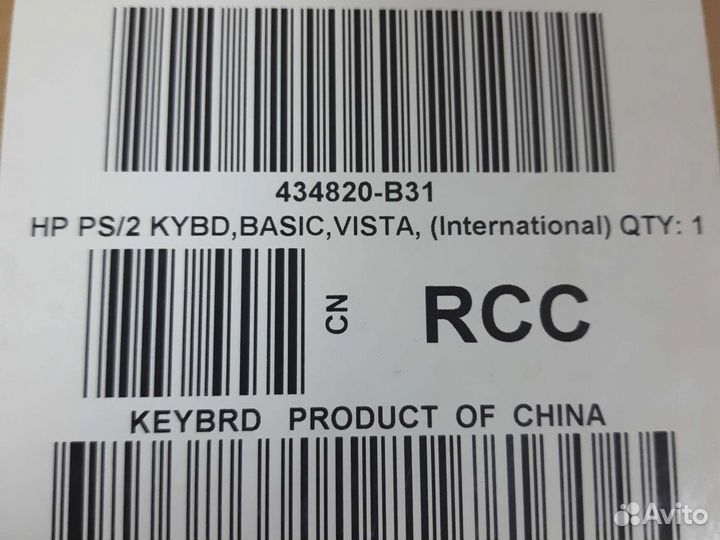 434820-B31
HP PS/2 KYBD,BASIC,VISTA, (International) QTY: 1
CN
RCC
KEYBRD PRODUCT OF CHINA
Avito